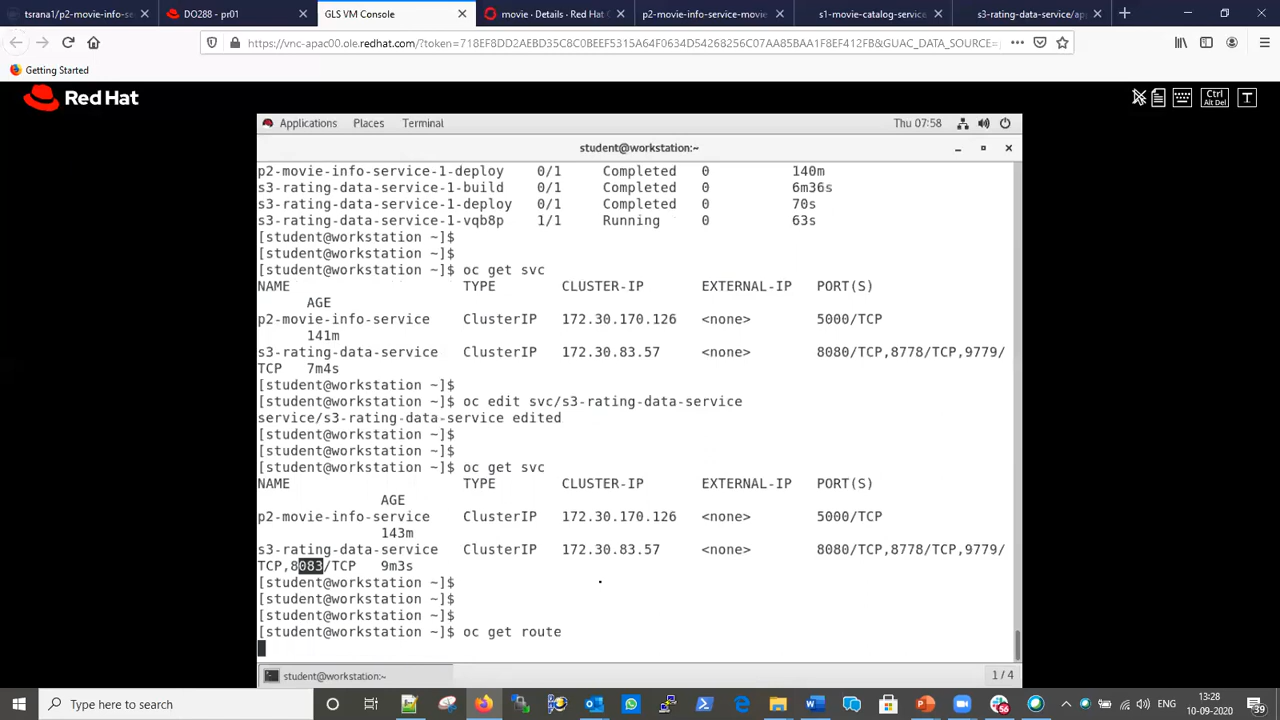 tsrana1/p2-movie-info-se
DO288 - pr01
GLS VM Console
movie - Details · Red Hat
p2-movie-info-service-movie
s1-movie-catalog-service
s3-rating-data-service/ap
https://vnc-apac00.ole.redhat.com/?token=718EF8DD2AEBD35C8C0BEEF5315A64F0634D54268256C07AA85BAA1F8EF412FB&GUAC_DATA_SOURCE=
Getting Started
Red Hat
Ctrl
Alt Del
T
Applications Places Terminal Thu 07:58
student@workstation:~
p2-movie-info-service-1-deploy 0/1 Completed 0 140m
s3-rating-data-service-1-build 0/1 Completed 0 6m36s
s3-rating-data-service-1-deploy 0/1 Completed 0 70s
s3-rating-data-service-1-vqb8p 1/1 Running 0 63s
[student@workstation ~]$
[student@workstation ~]$
[student@workstation ~]$ oc get svc
NAME TYPE CLUSTER-IP EXTERNAL-IP PORT(S)
AGE
p2-movie-info-service ClusterIP 172.30.170.126 <none> 5000/TCP
141m
s3-rating-data-service ClusterIP 172.30.83.57 <none> 8080/TCP,8778/TCP,9779/
TCP 7m4s
[student@workstation ~]$
[student@workstation ~]$ oc edit svc/s3-rating-data-service
service/s3-rating-data-service edited
[student@workstation ~]$
[student@workstation ~]$
[student@workstation ~]$ oc get svc
NAME TYPE CLUSTER-IP EXTERNAL-IP PORT(S)
AGE
p2-movie-info-service ClusterIP 172.30.170.126 <none> 5000/TCP
143m
s3-rating-data-service ClusterIP 172.30.83.57 <none> 8080/TCP,8778/TCP,9779/
TCP,8083/TCP 9m3s
[student@workstation ~]$
[student@workstation ~]$
[student@workstation ~]$
[student@workstation ~]$ oc get route
student@workstation:~
1 / 4
Type here to search
ENG
13:28
10-09-2020
39
56